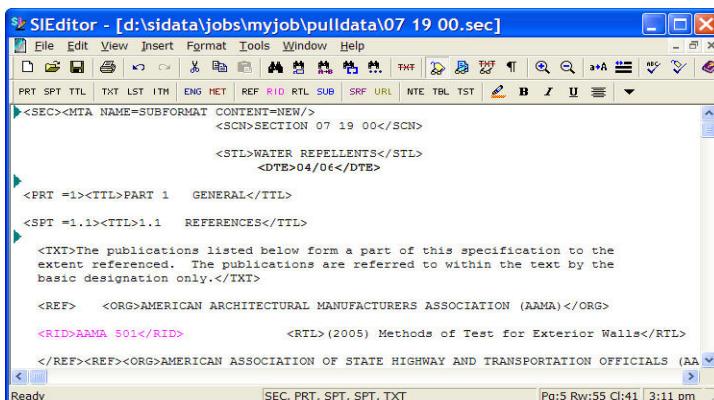 SIEditor - [d:\sidata\jobs\myjob\pulldata\07 19 00.sec]
File Edit View Insert Format Tools Window Help
PRT SPT TTL TXT LST ITM ENG MET REF RID RTL SUB SRF URL NTE TBL TST B I U
<SEC><MTA NAME=SUBFORMAT CONTENT=NEW/>
<SCN>SECTION 07 19 00</SCN>
<STL>WATER REPELLENTS</STL>
<DTE>04/06</DTE>
<PRT =1><TTL>PART 1 GENERAL</TTL>
<SPT =1.1><TTL>1.1 REFERENCES</TTL>
<TXT>The publications listed below form a part of this specification to the
extent referenced. The publications are referred to within the text by the
basic designation only.</TXT>
<REF> <ORG>AMERICAN ARCHITECTURAL MANUFACTURERS ASSOCIATION (AAMA)</ORG>
<RID>AAMA 501</RID> <RTL>(2005) Methods of Test for Exterior Walls</RTL>
</REF><REF><ORG>AMERICAN ASSOCIATION OF STATE HIGHWAY AND TRANSPORTATION OFFICIALS (AA
Ready SEC, PRT, SPT, SPT, TXT Pg:5 Rw:55 Cl:41 3:11 pm